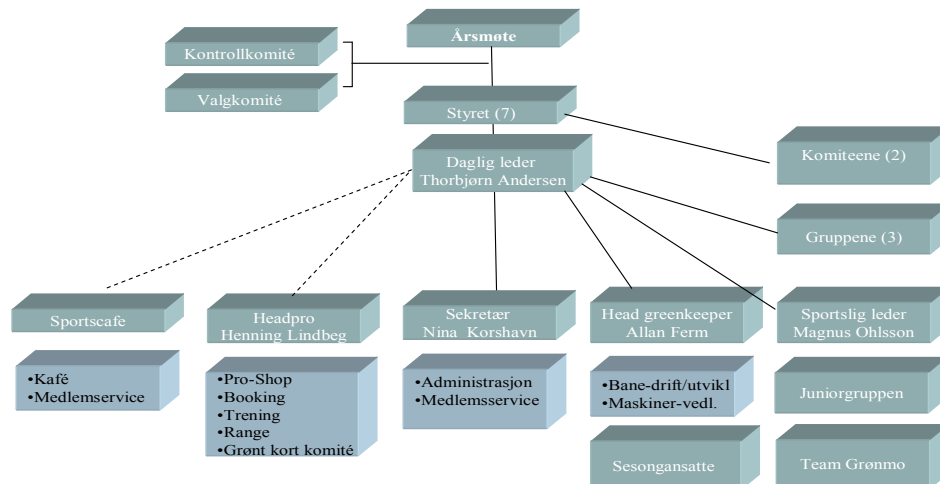 Årsmøte
Kontrollkomité
Valgkomité
Styret (7)
Daglig leder
Thorbjørn Andersen
Komiteene (2)
Gruppene (3)
Sportscafe
Headpro
Henning Lindbeg
Sekretær
Nina Korshavn
Head greenkeeper
Allan Ferm
Sportslig leder
Magnus Ohlsson
•Kafé
•Medlemservice
•Pro-Shop
•Booking
•Trening
•Range
•Grønt kort komité
•Administrasjon
•Medlemsservice
•Bane-drift/utvikl
•Maskiner-vedl.
Juniorgruppen
Sesongansatte
Team Grønmo